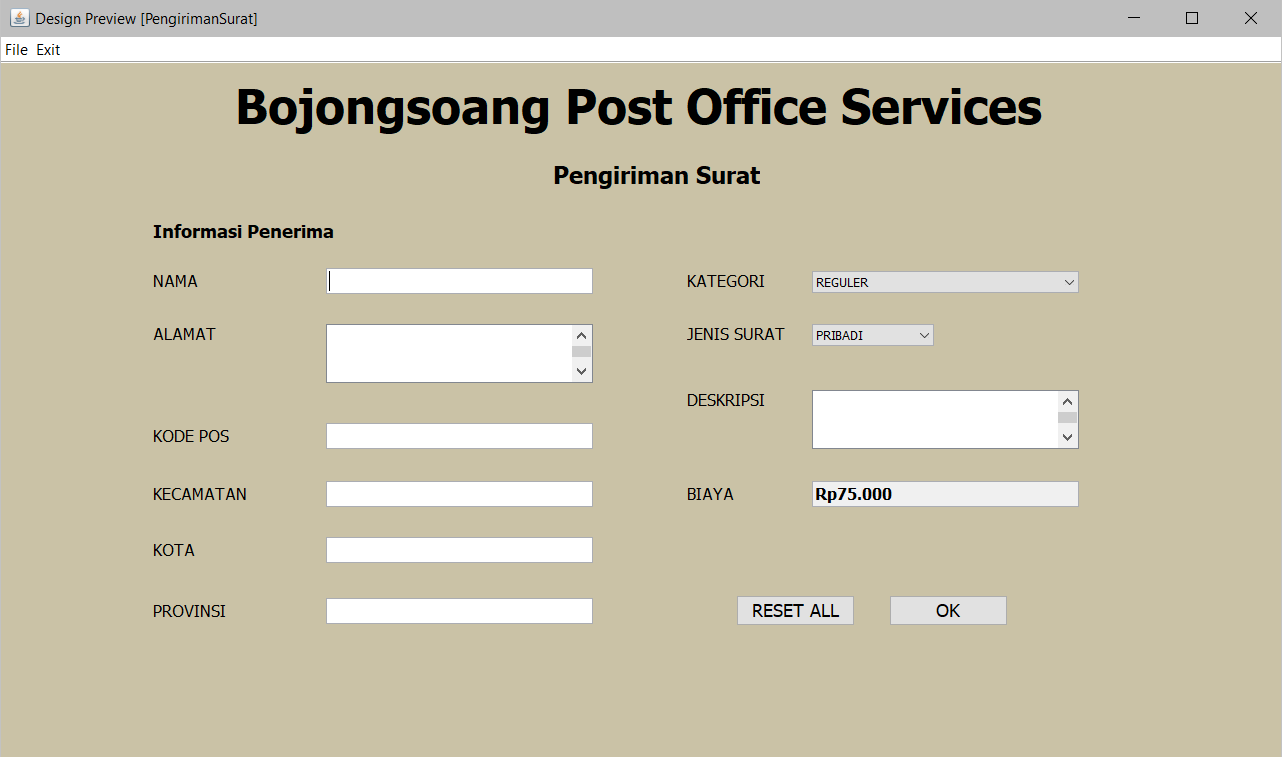 Design Preview [PengirimanSurat]
File Exit
Bojongsoang Post Office Services
Pengiriman Surat
Informasi Penerima
NAMA
ALAMAT
KODE POS
KECAMATAN
KOTA
PROVINSI
KATEGORI REGULER
JENIS SURAT PRIBADI
DESKRIPSI
BIAYA Rp75.000
RESET ALL OK